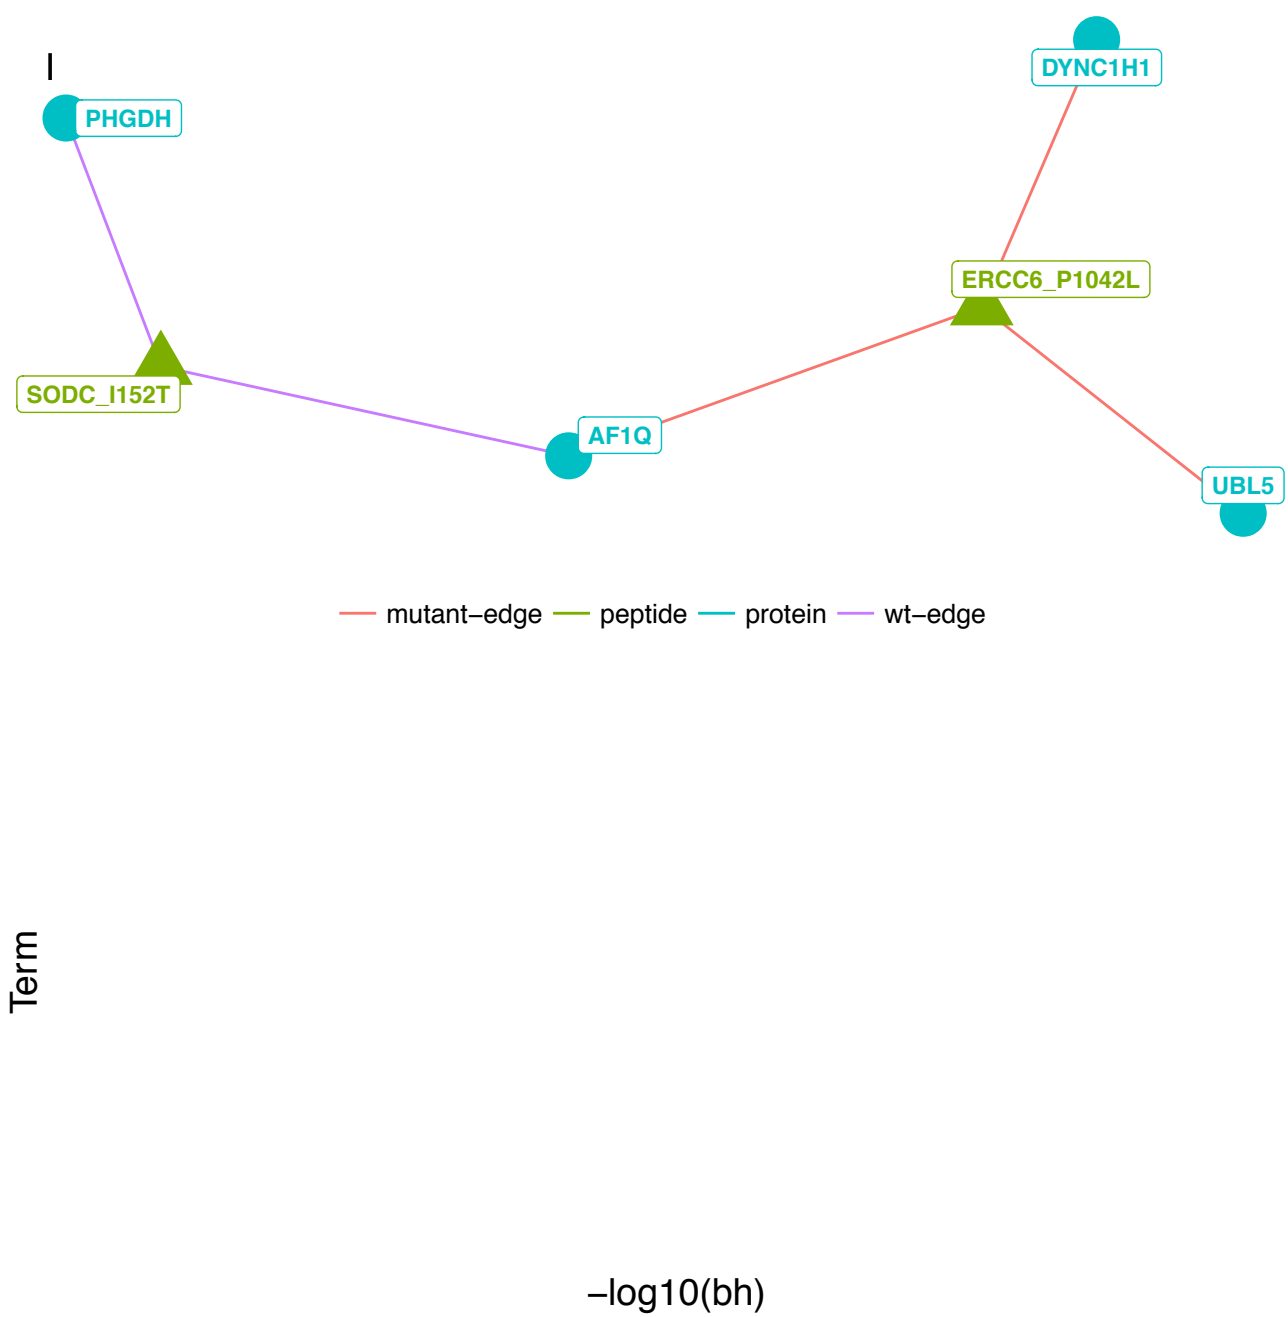 I
DYNC1H1
PHGDH
ERCC6_P1042L
SODC_I152T
AF1Q
UBL5
mutant−edge
peptide
protein
wt−edge
Term
−log10(bh)